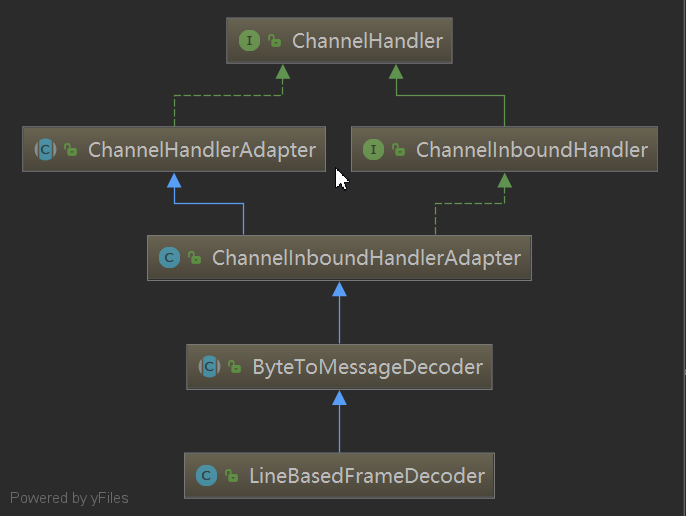 I ChannelHandler
C ChannelHandlerAdapter
I ChannelInboundHandler
C ChannelInboundHandlerAdapter
C ByteToMessageDecoder
C LineBasedFrameDecoder
Powered by yFiles